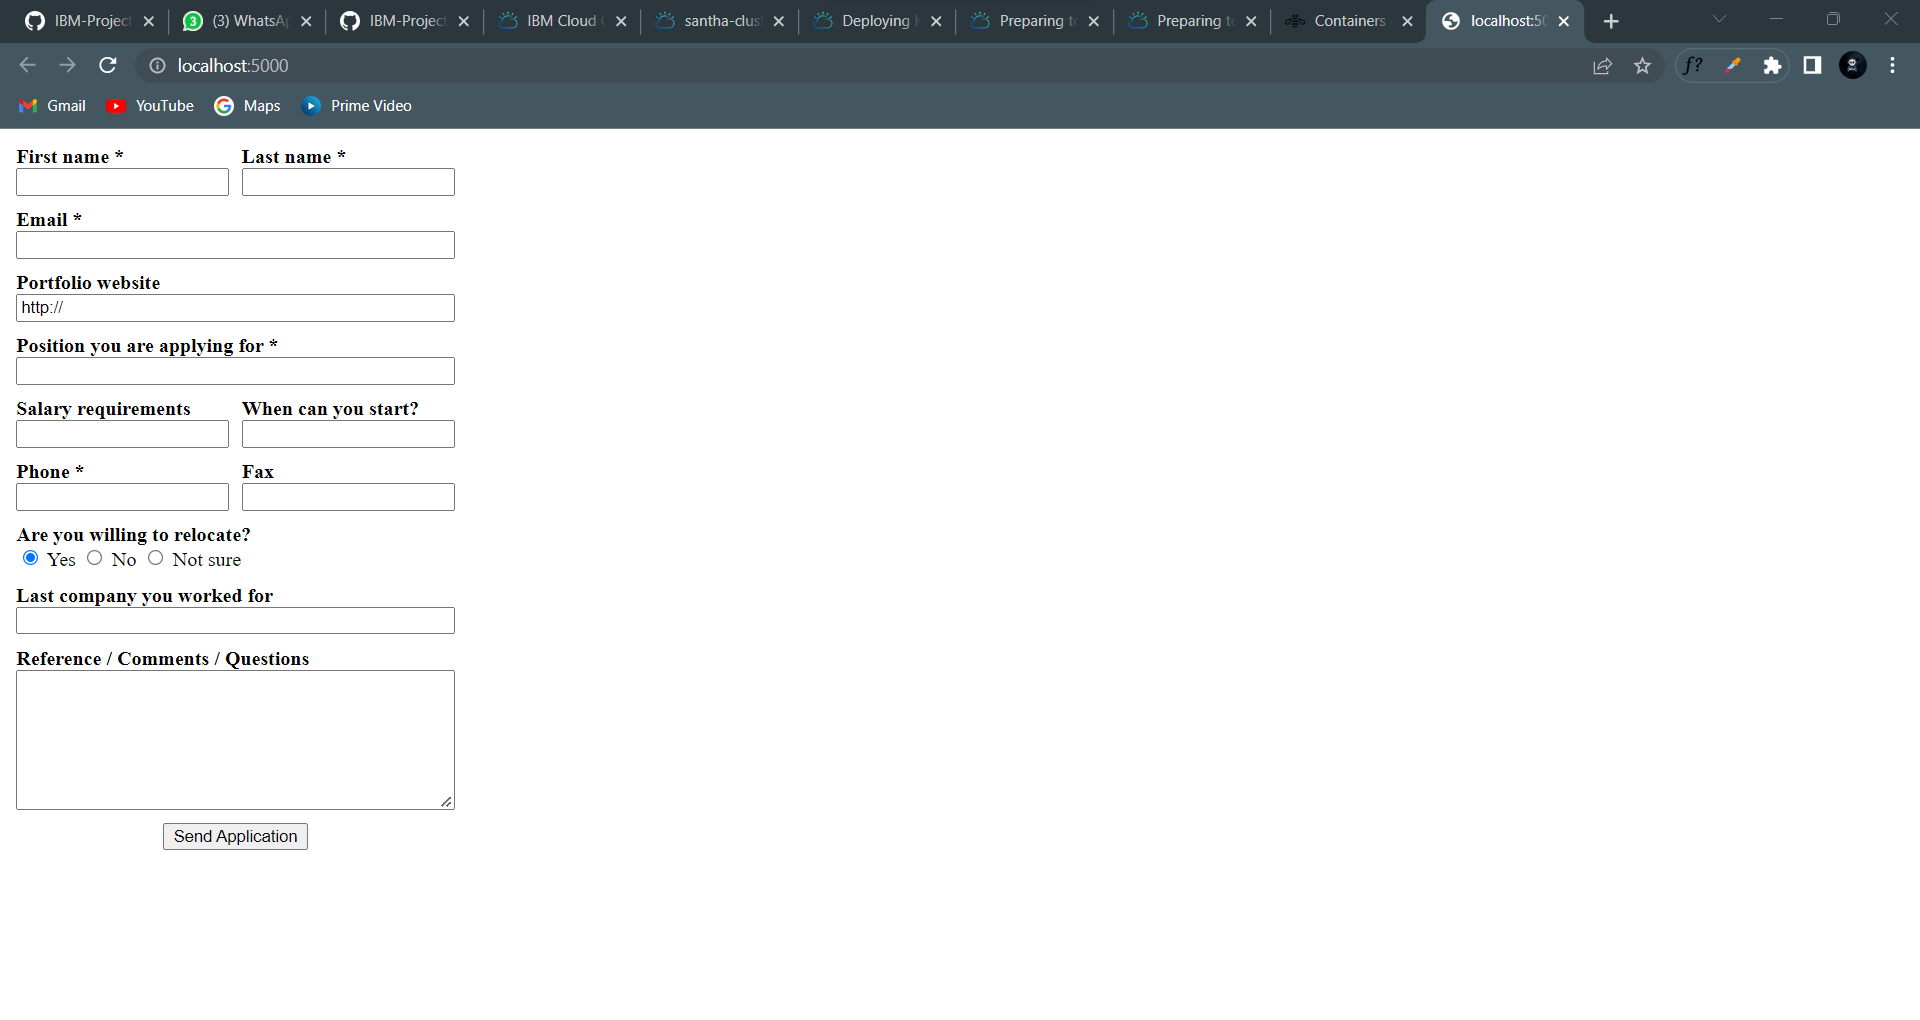 IBM-Project
3 (3) WhatsAp
IBM-Project
IBM Cloud
santha-clus
Deploying
Preparing t
Preparing t
Containers
localhost:50
localhost:5000
f?
Gmail YouTube Maps Prime Video
First name * Last name *
Email *
Portfolio website
http://
Position you are applying for *
Salary requirements When can you start?
Phone * Fax
Are you willing to relocate?
Yes No Not sure
Last company you worked for
Reference / Comments / Questions
Send Application